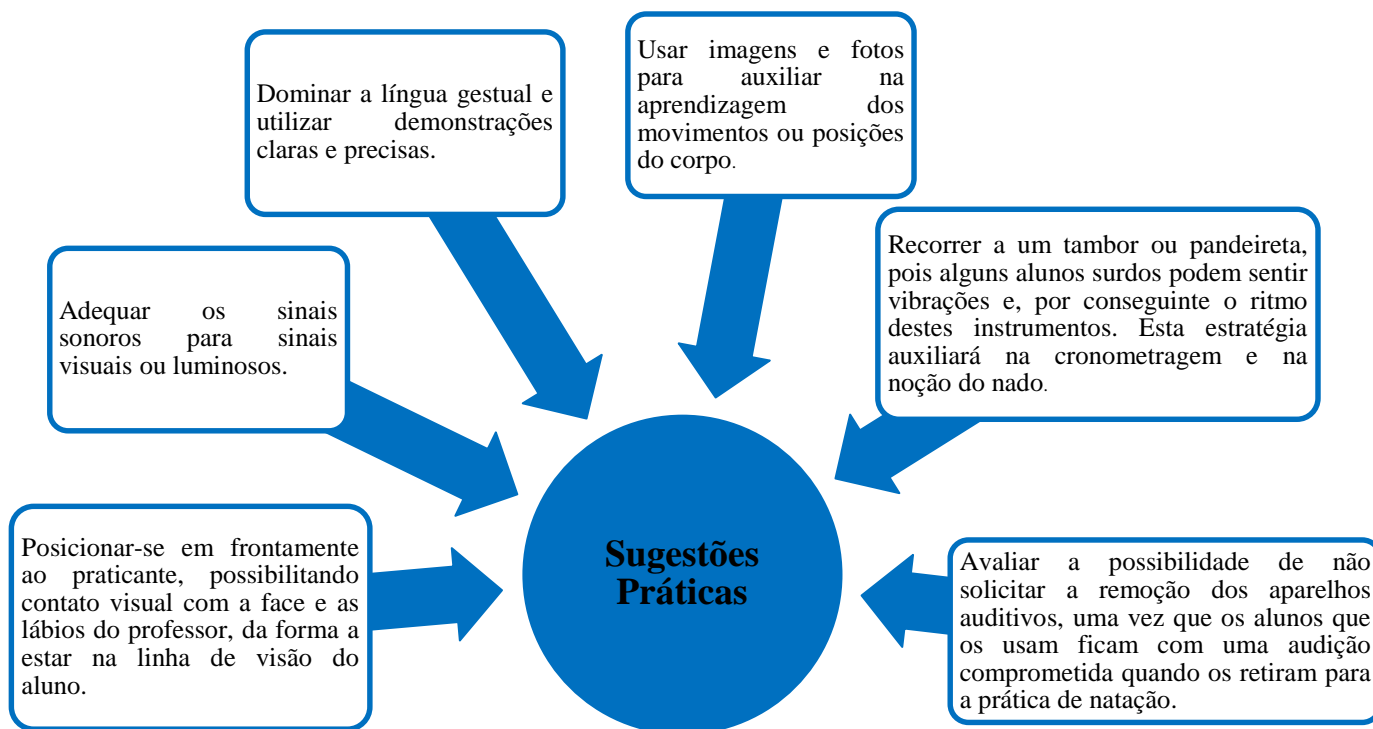 Dominar a língua gestual e
utilizar demonstrações
claras e precisas.
Usar imagens e fotos
para auxiliar na
aprendizagem dos
movimentos ou posições
do corpo.
Adequar os sinais
sonoros para sinais
visuais ou luminosos.
Recorrer a um tambor ou pandeireta,
pois alguns alunos surdos podem sentir
vibrações e, por conseguinte o ritmo
destes instrumentos. Esta estratégia
auxiliará na cronometragem e na
noção do nado.
Posicionar-se em frontamente
ao praticante, possibilitando
contato visual com a face e as
lábios do professor, da forma a
estar na linha de visão do
aluno.
Sugestões
Práticas
Avaliar a possibilidade de não
solicitar a remoção dos aparelhos
auditivos, uma vez que os alunos que
os usam ficam com uma audição
comprometida quando os retiram para
a prática de natação.